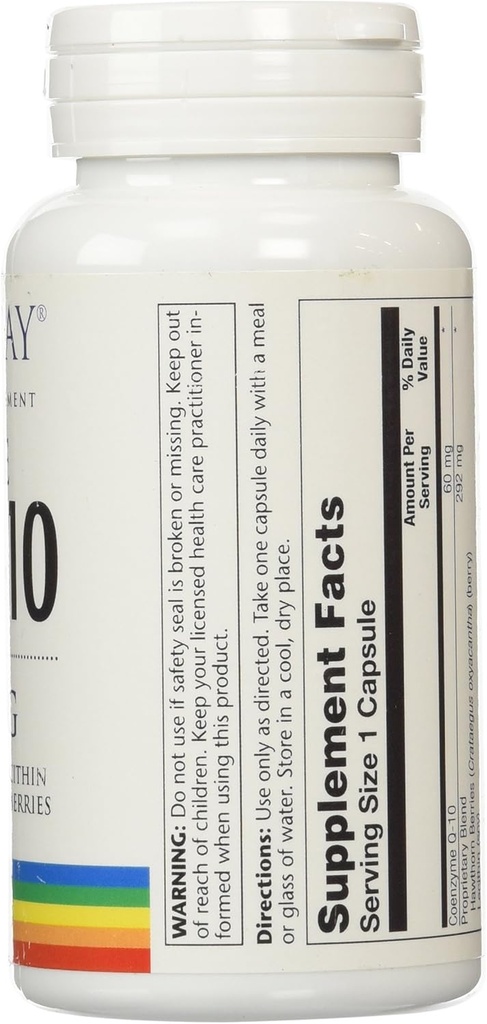 AY®
MENT
10
G
CITHIN
ERRIES
WARNING: Do not use if safety seal is broken or missing. Keep out
of reach of children. Keep your licensed health care practitioner in-
formed when using this product.
Directions: Use only as directed. Take one capsule daily with a meal
or glass of water. Store in a cool, dry place.
Supplement Facts
Serving Size 1 Capsule
Amount Per Serving % Daily Value
Coenzyme Q-10 60 mg *
Proprietary Blend 292 mg *
Hawthorn Berries (Crataegus oxyacantha) (berry)